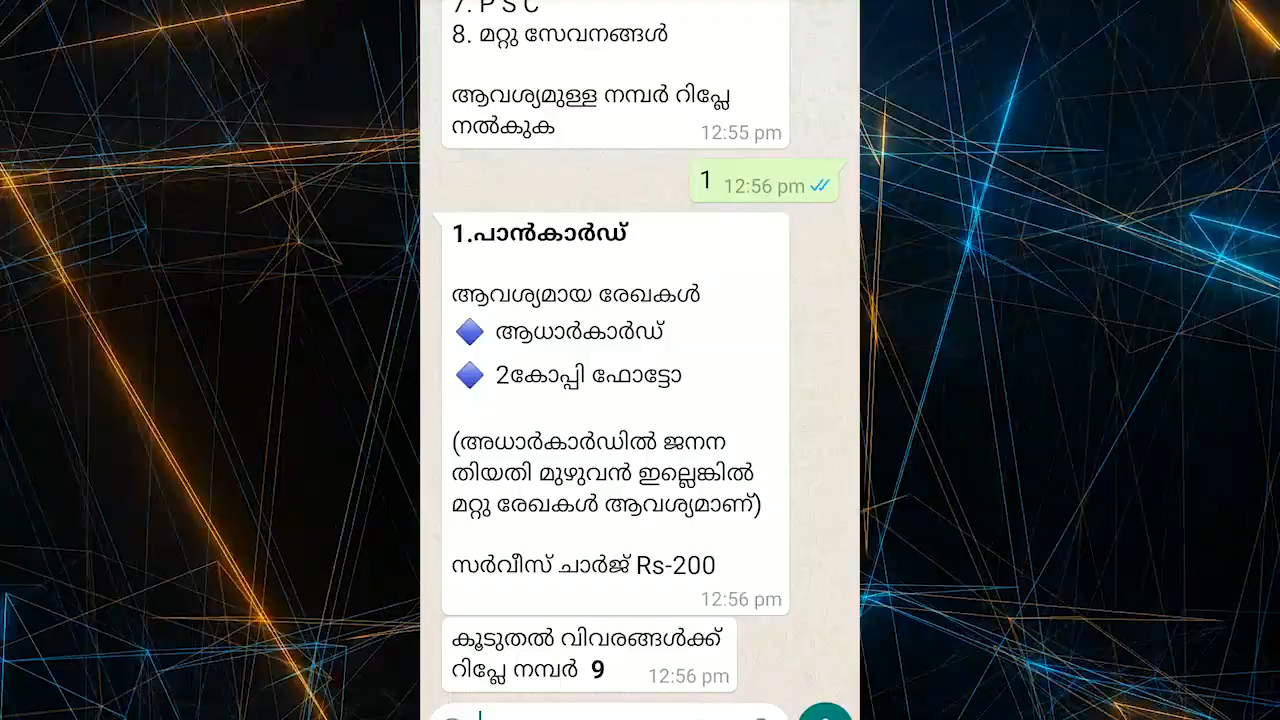 7. P S C
8. മറ്റു സേവനങ്ങൾ
ആവശ്യമുള്ള നമ്പർ റിപ്ലേ
നൽകുക
12:55 pm
1 12:56 pm
1.പാൻകാർഡ്
ആവശ്യമായ രേഖകൾ
🔷 ആധാർകാർഡ്
🔷 2കോപ്പി ഫോട്ടോ
(അധാർകാർഡിൽ ജനന
തിയതി മുഴുവൻ ഇല്ലെങ്കിൽ
മറ്റു രേഖകൾ ആവശ്യമാണ്)
സർവീസ് ചാർജ് Rs-200
12:56 pm
കൂടുതൽ വിവരങ്ങൾക്ക്
റിപ്ലേ നമ്പർ 9 12:56 pm